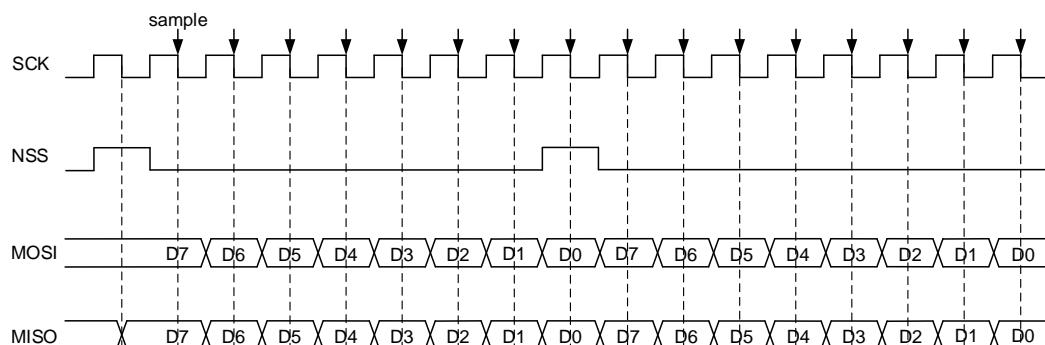 sample
SCK
NSS
MOSI D7 D6 D5 D4 D3 D2 D1 D0 D7 D6 D5 D4 D3 D2 D1 D0
MISO D7 D6 D5 D4 D3 D2 D1 D0 D7 D6 D5 D4 D3 D2 D1 D0